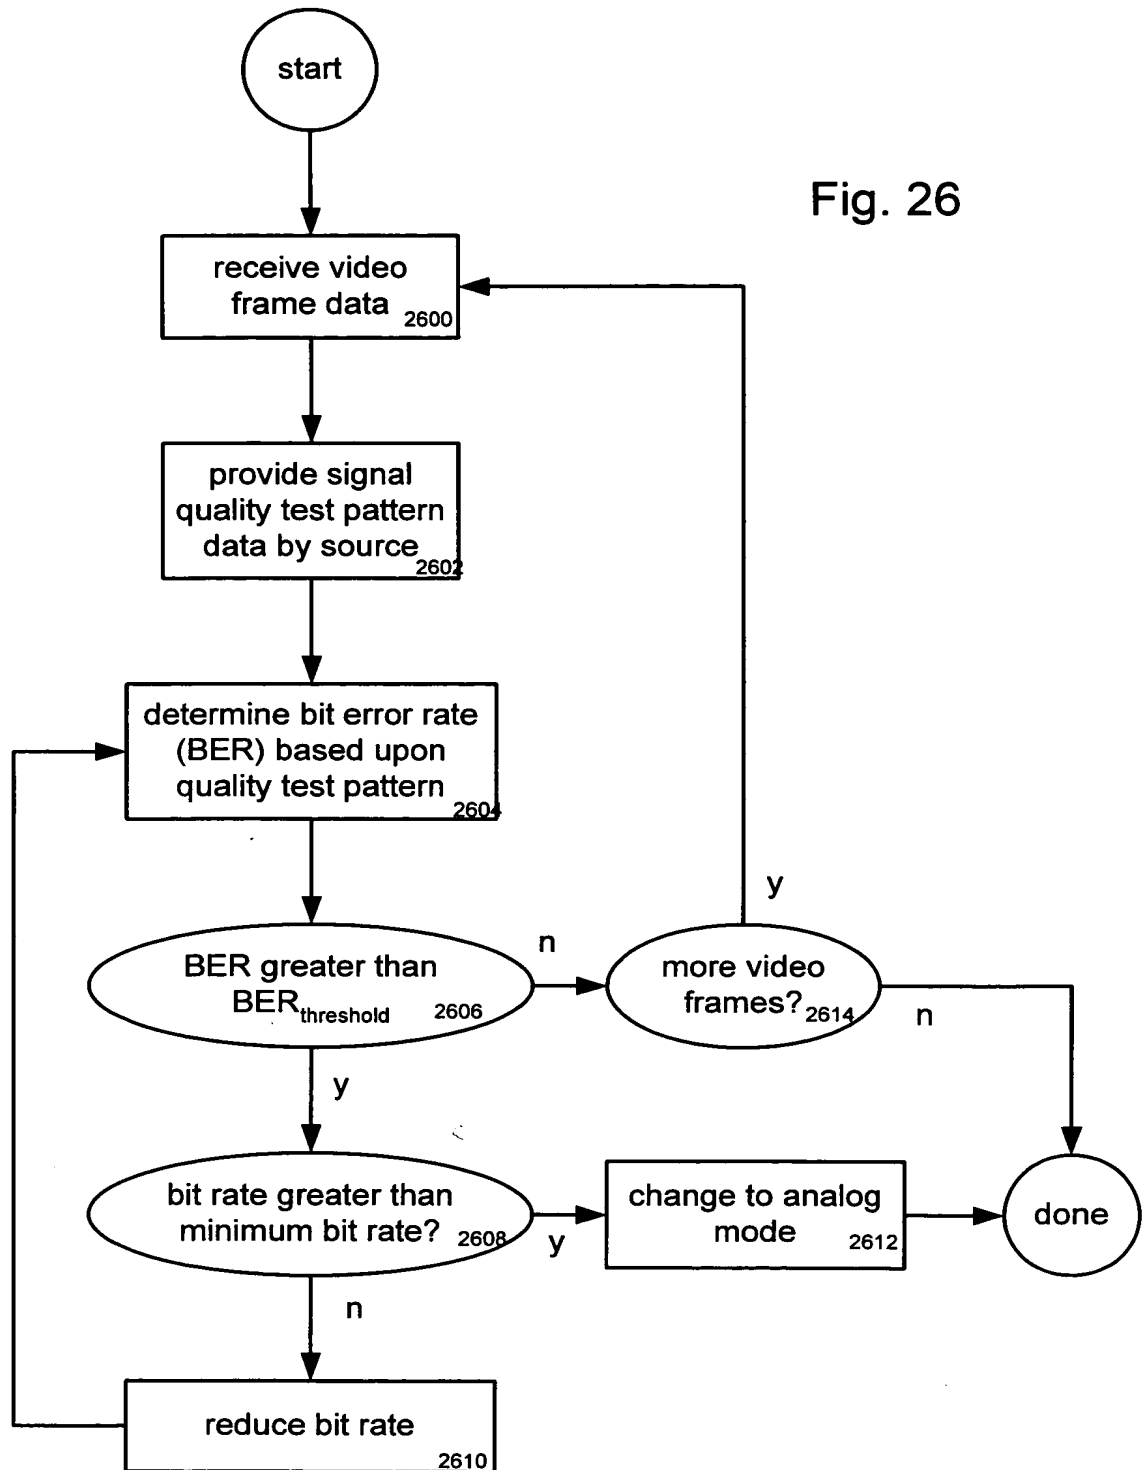 start
Fig. 26
receive video
frame data
2600
provide signal
quality test pattern
data by source
2602
determine bit error rate
(BER) based upon
quality test pattern
2604
y
n
BER greater than
BERthreshold
2606
more video
frames?
2614
n
y
bit rate greater than
minimum bit rate?
2608
y
change to analog
mode
2612
done
n
reduce bit rate
2610